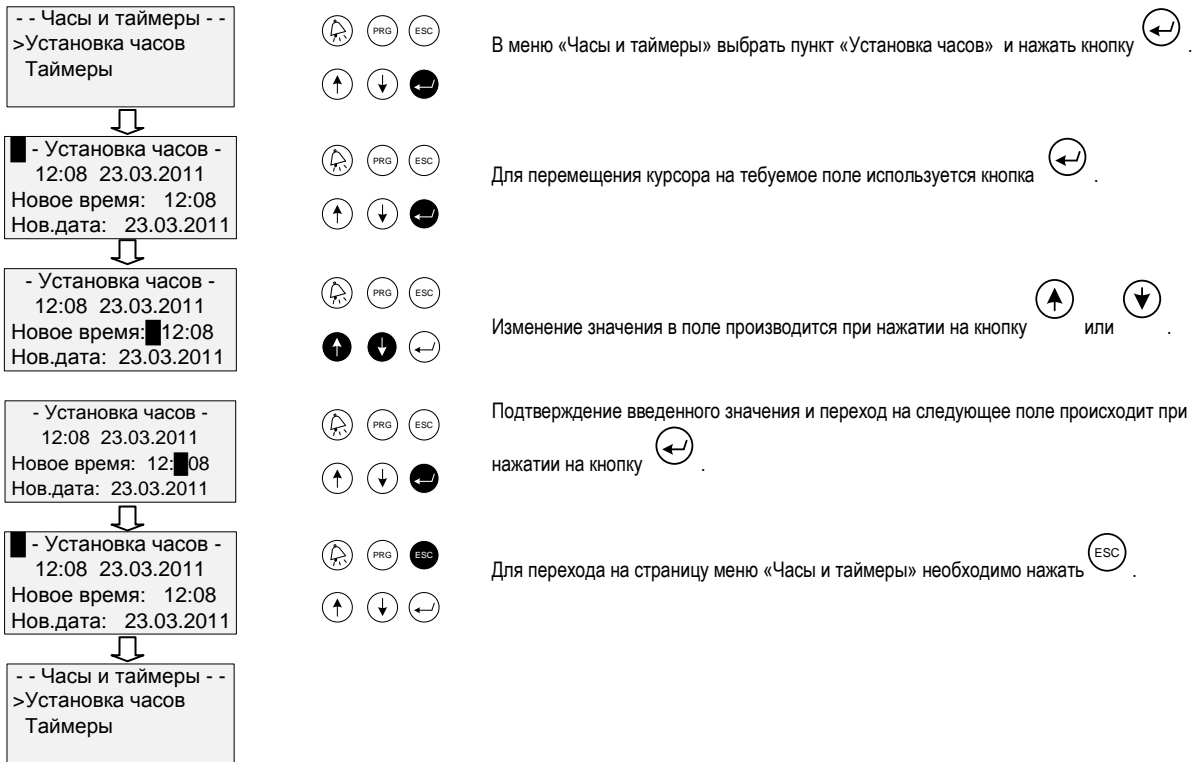 - - Часы и таймеры - -
>Установка часов
Таймеры
PRG ESC
В меню «Часы и таймеры» выбрать пункт «Установка часов» и нажать кнопку .
- Установка часов -
12:08 23.03.2011
Новое время: 12:08
Нов.дата: 23.03.2011
PRG ESC
Для перемещения курсора на тебуемое поле используется кнопка .
- Установка часов -
12:08 23.03.2011
Новое время: 12:08
Нов.дата: 23.03.2011
PRG ESC
Изменение значения в поле производится при нажатии на кнопку или .
- Установка часов -
12:08 23.03.2011
Новое время: 12: 08
Нов.дата: 23.03.2011
PRG ESC
Подтверждение введенного значения и переход на следующее поле происходит при
нажатии на кнопку .
- Установка часов -
12:08 23.03.2011
Новое время: 12:08
Нов.дата: 23.03.2011
PRG ESC
Для перехода на страницу меню «Часы и таймеры» необходимо нажать ESC .
- - Часы и таймеры - -
>Установка часов
Таймеры